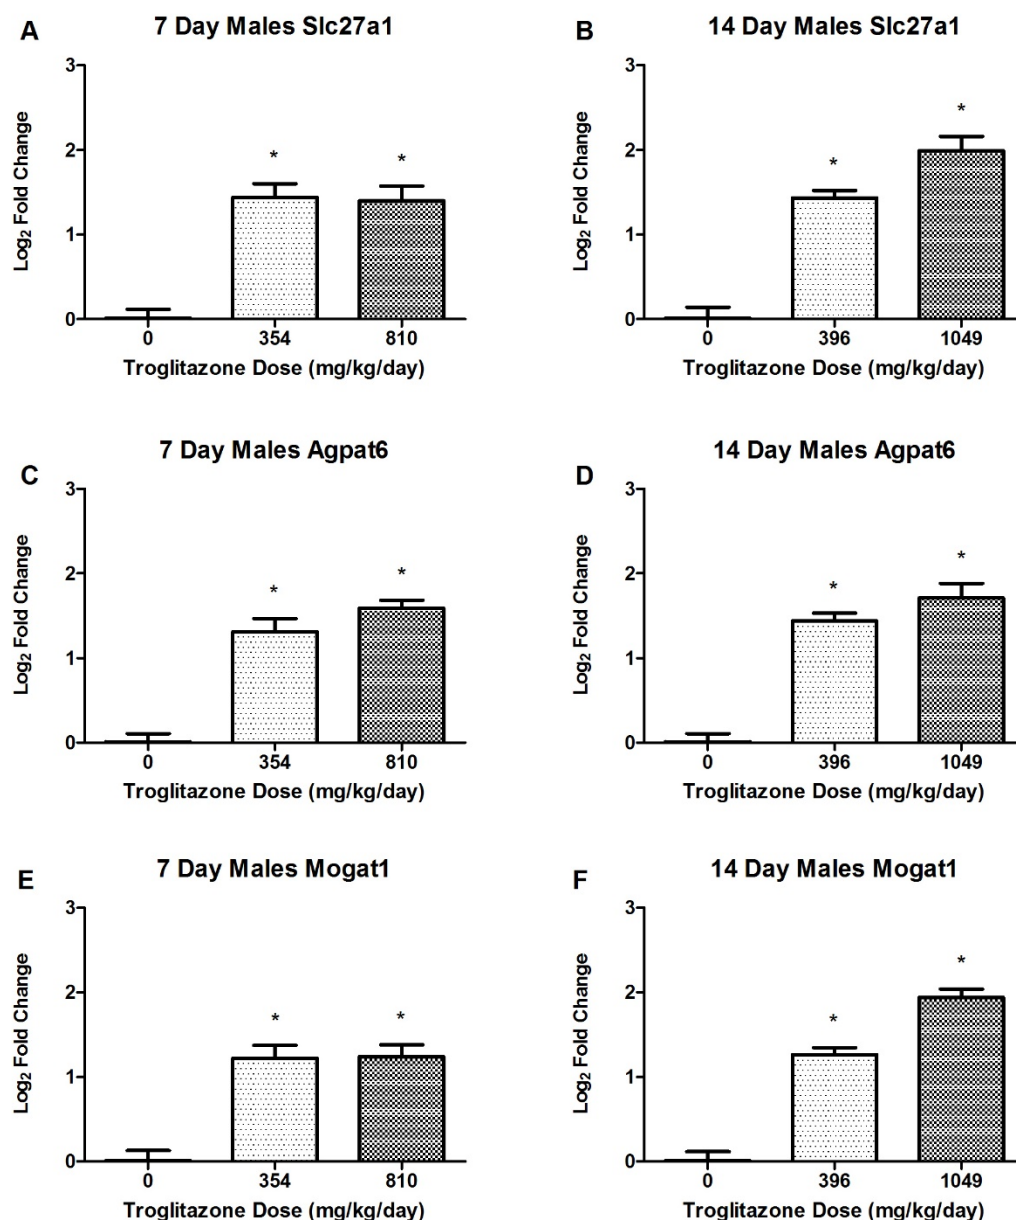 A
7 Day Males Slc27a1
Log₂ Fold Change
3
2
1
0
*
*
0 354 810
Troglitazone Dose (mg/kg/day)
B
14 Day Males Slc27a1
Log₂ Fold Change
3
2
1
0
*
*
0 396 1049
Troglitazone Dose (mg/kg/day)
C
7 Day Males Agpat6
Log₂ Fold Change
3
2
1
0
*
*
0 354 810
Troglitazone Dose (mg/kg/day)
D
14 Day Males Agpat6
Log₂ Fold Change
3
2
1
0
*
*
0 396 1049
Troglitazone Dose (mg/kg/day)
E
7 Day Males Mogat1
Log₂ Fold Change
3
2
1
0
*
*
0 354 810
Troglitazone Dose (mg/kg/day)
F
14 Day Males Mogat1
Log₂ Fold Change
3
2
1
0
*
*
0 396 1049
Troglitazone Dose (mg/kg/day)